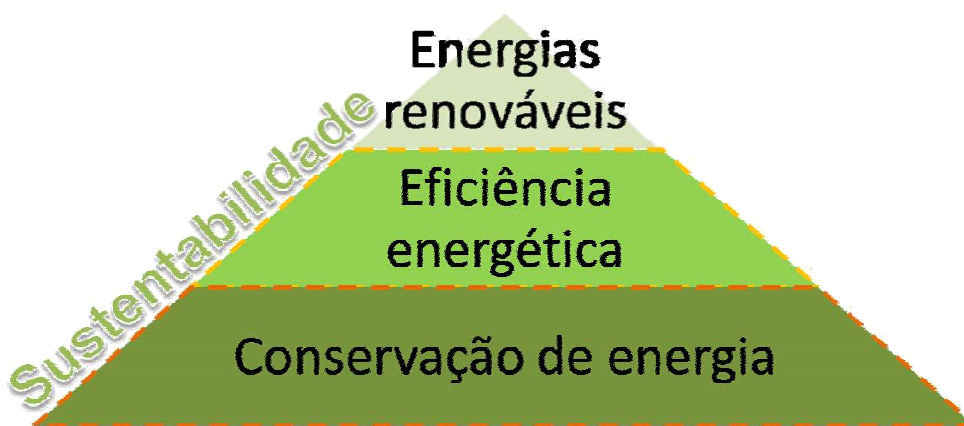 Energias
renováveis
Sustentabilidade
Eficiência
energética
Conservação de energia